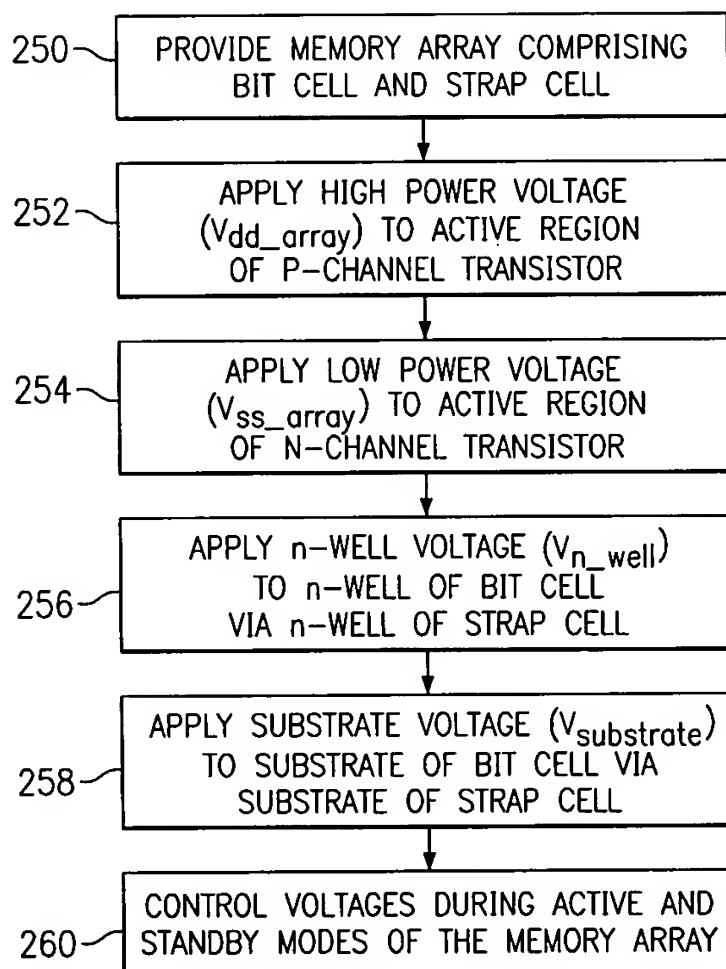 250
PROVIDE MEMORY ARRAY COMPRISING
BIT CELL AND STRAP CELL
252
APPLY HIGH POWER VOLTAGE
(Vdd_array) TO ACTIVE REGION
OF P-CHANNEL TRANSISTOR
254
APPLY LOW POWER VOLTAGE
(Vss_array) TO ACTIVE REGION
OF N-CHANNEL TRANSISTOR
256
APPLY n-WELL VOLTAGE (Vn_well)
TO n-WELL OF BIT CELL
VIA n-WELL OF STRAP CELL
258
APPLY SUBSTRATE VOLTAGE (Vsubstrate)
TO SUBSTRATE OF BIT CELL VIA
SUBSTRATE OF STRAP CELL
260
CONTROL VOLTAGES DURING ACTIVE AND
STANDBY MODES OF THE MEMORY ARRAY